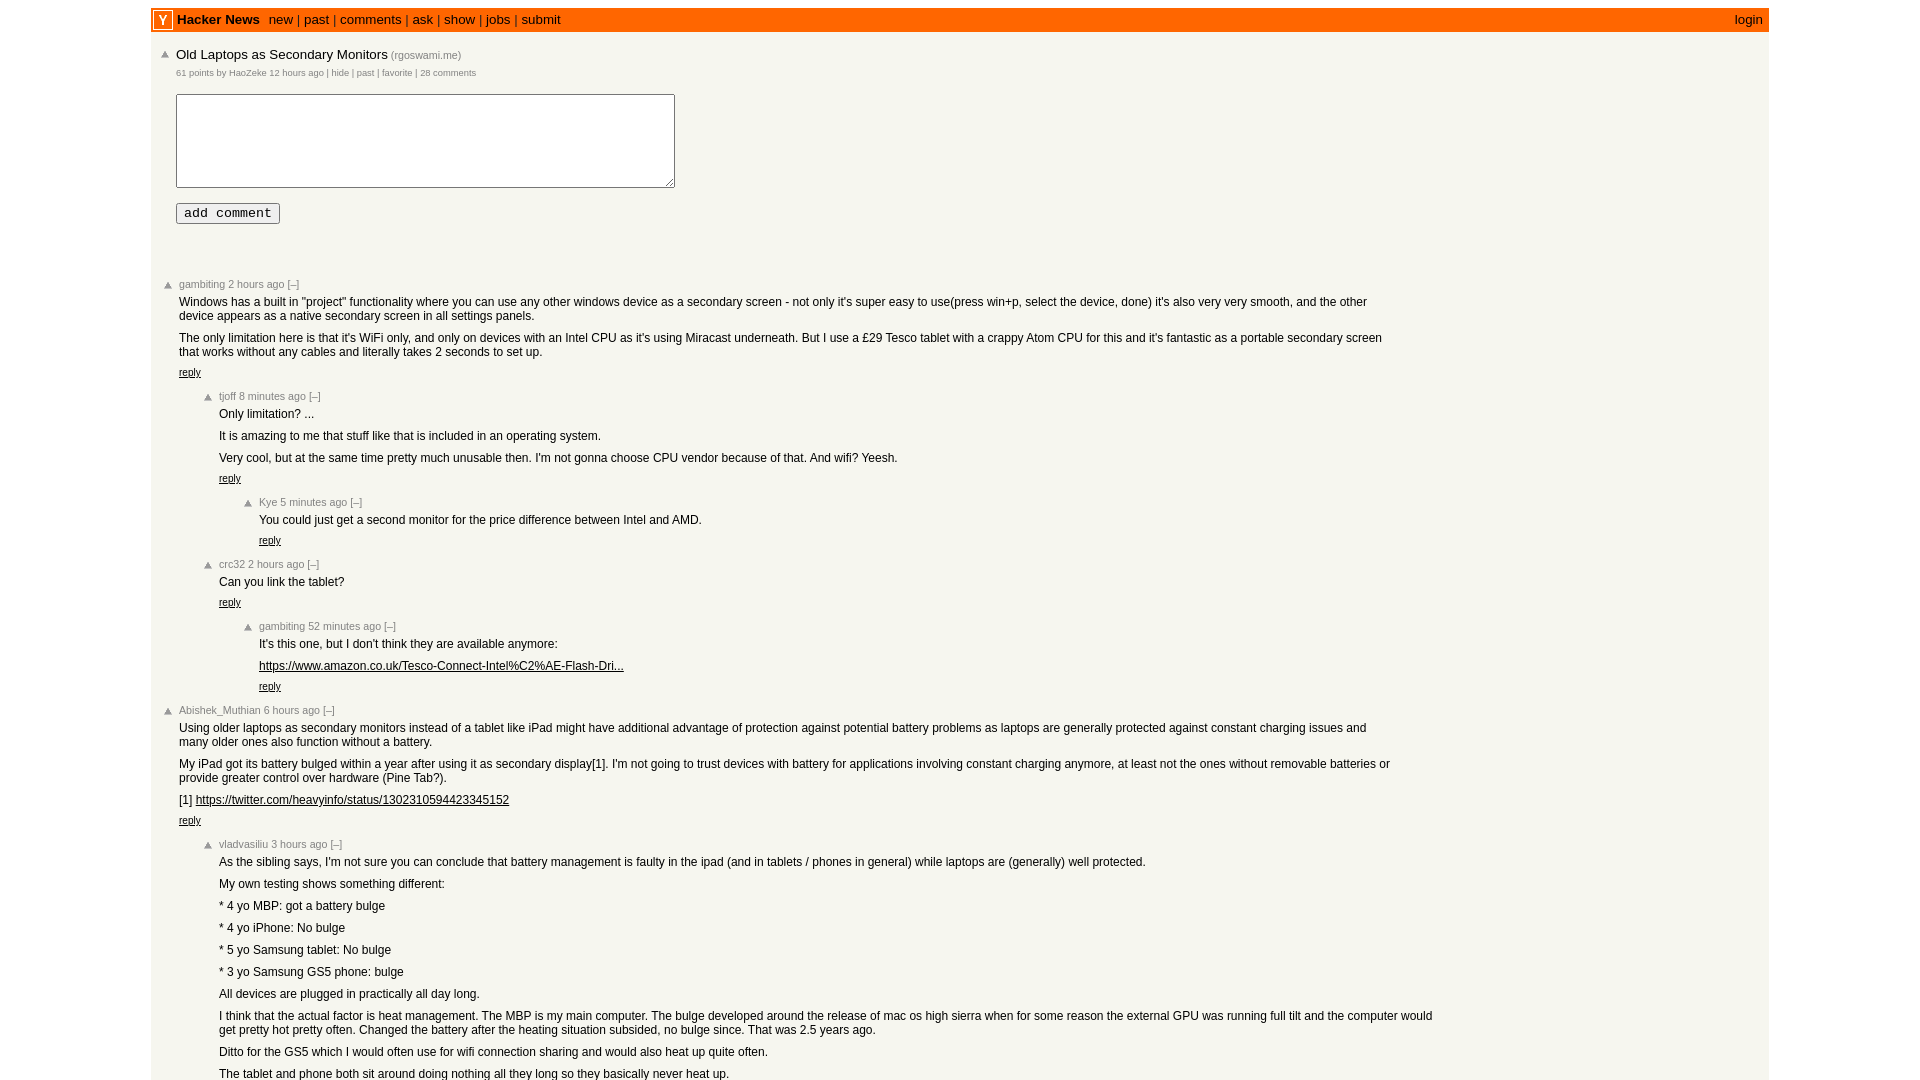 Y Hacker News new | past | comments | ask | show | jobs | submit login
Old Laptops as Secondary Monitors (rgoswami.me)
61 points by HaoZeke 12 hours ago | hide | past | favorite | 28 comments
add comment
gambiting 2 hours ago [–]
Windows has a built in "project" functionality where you can use any other windows device as a secondary screen - not only it's super easy to use(press win+p, select the device, done) it's also very very smooth, and the other
device appears as a native secondary screen in all settings panels.
The only limitation here is that it's WiFi only, and only on devices with an Intel CPU as it's using Miracast underneath. But I use a £29 Tesco tablet with a crappy Atom CPU for this and it's fantastic as a portable secondary screen
that works without any cables and literally takes 2 seconds to set up.
reply
tjoff 8 minutes ago [–]
Only limitation? ...
It is amazing to me that stuff like that is included in an operating system.
Very cool, but at the same time pretty much unusable then. I'm not gonna choose CPU vendor because of that. And wifi? Yeesh.
reply
Kye 5 minutes ago [–]
You could just get a second monitor for the price difference between Intel and AMD.
reply
crc32 2 hours ago [–]
Can you link the tablet?
reply
gambiting 52 minutes ago [–]
It's this one, but I don't think they are available anymore:
https://www.amazon.co.uk/Tesco-Connect-Intel%C2%AE-Flash-Dri...
reply
Abishek_Muthian 6 hours ago [–]
Using older laptops as secondary monitors instead of a tablet like iPad might have additional advantage of protection against potential battery problems as laptops are generally protected against constant charging issues and
many older ones also function without a battery.
My iPad got its battery bulged within a year after using it as secondary display[1]. I'm not going to trust devices with battery for applications involving constant charging anymore, at least not the ones without removable batteries or
provide greater control over hardware (Pine Tab?).
[1] https://twitter.com/heavyinfo/status/1302310594423345152
reply
vladvasiliu 3 hours ago [–]
As the sibling says, I'm not sure you can conclude that battery management is faulty in the ipad (and in tablets / phones in general) while laptops are (generally) well protected.
My own testing shows something different:
* 4 yo MBP: got a battery bulge
* 4 yo iPhone: No bulge
* 5 yo Samsung tablet: No bulge
* 3 yo Samsung GS5 phone: bulge
All devices are plugged in practically all day long.
I think that the actual factor is heat management. The MBP is my main computer. The bulge developed around the release of mac os high sierra when for some reason the external GPU was running full tilt and the computer would
get pretty hot pretty often. Changed the battery after the heating situation subsided, no bulge since. That was 2.5 years ago.
Ditto for the GS5 which I would often use for wifi connection sharing and would also heat up quite often.
The tablet and phone both sit around doing nothing all they long so they basically never heat up.